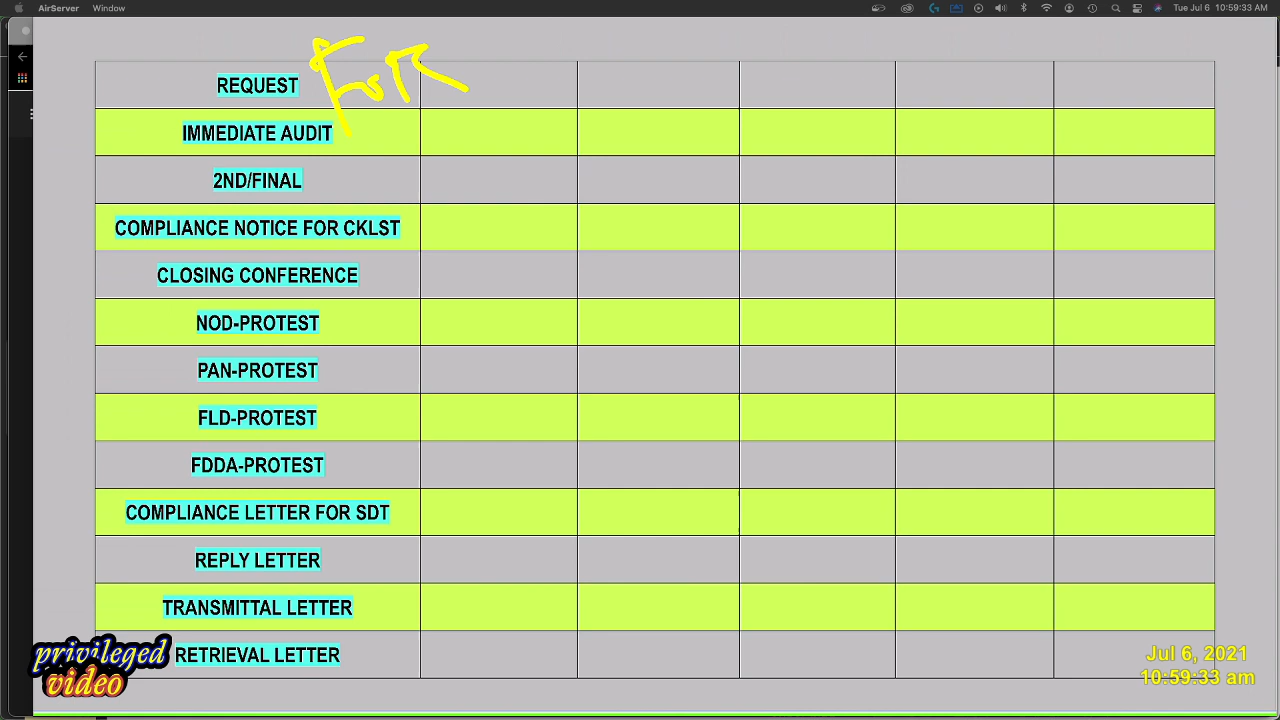 AirServer Window Tue Jul 6 10:59:33 AM
REQUEST FOR
IMMEDIATE AUDIT
2ND/FINAL
COMPLIANCE NOTICE FOR CKLST
CLOSING CONFERENCE
NOD-PROTEST
PAN-PROTEST
FLD-PROTEST
FDDA-PROTEST
COMPLIANCE LETTER FOR SDT
REPLY LETTER
TRANSMITTAL LETTER
RETRIEVAL LETTER
privileged
video
Jul 6, 2021
10:59:33 am